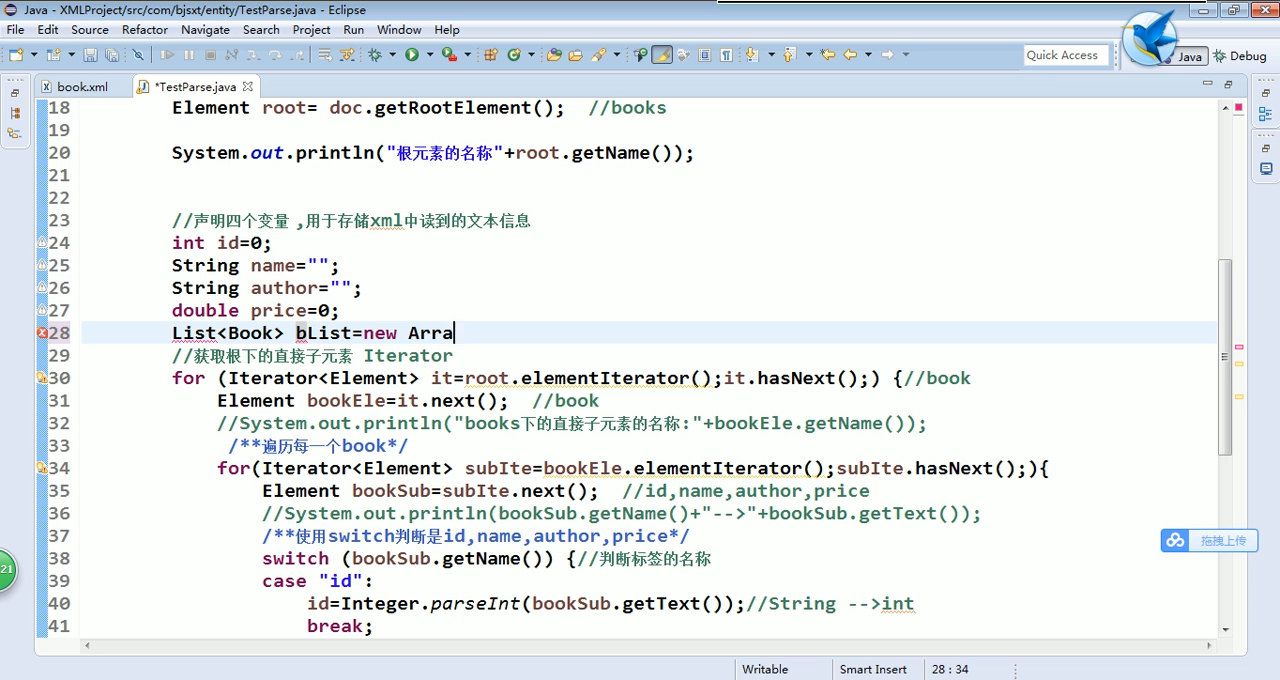 Java - XMLProject/src/com/bjsxt/entity/TestParse.java - Eclipse
File Edit Source Refactor Navigate Search Project Run Window Help
Quick Access Java Debug
book.xml *TestParse.java
18 Element root= doc.getRootElement(); //books
19
20 System.out.println("根元素的名称"+root.getName());
21
22
23 //声明四个变量 ,用于存储xml中读到的文本信息
24 int id=0;
25 String name="";
26 String author="";
27 double price=0;
28 List<Book> bList=new Arra
29 //获取根下的直接子元素 Iterator
30 for (Iterator<Element> it=root.elementIterator();it.hasNext();) {//book
31 Element bookEle=it.next(); //book
32 //System.out.println("books下的直接子元素的名称:"+bookEle.getName());
33 /**遍历每一个book*/
34 for(Iterator<Element> subIte=bookEle.elementIterator();subIte.hasNext();){
35 Element bookSub=subIte.next(); //id,name,author,price
36 //System.out.println(bookSub.getName()+"-->"+bookSub.getText());
37 /**使用switch判断是id,name,author,price*/
38 switch (bookSub.getName()) {//判断标签的名称
39 case "id":
40 id=Integer.parseInt(bookSub.getText());//String -->int
41 break;
拖拽上传
21
Writable Smart Insert 28 : 34